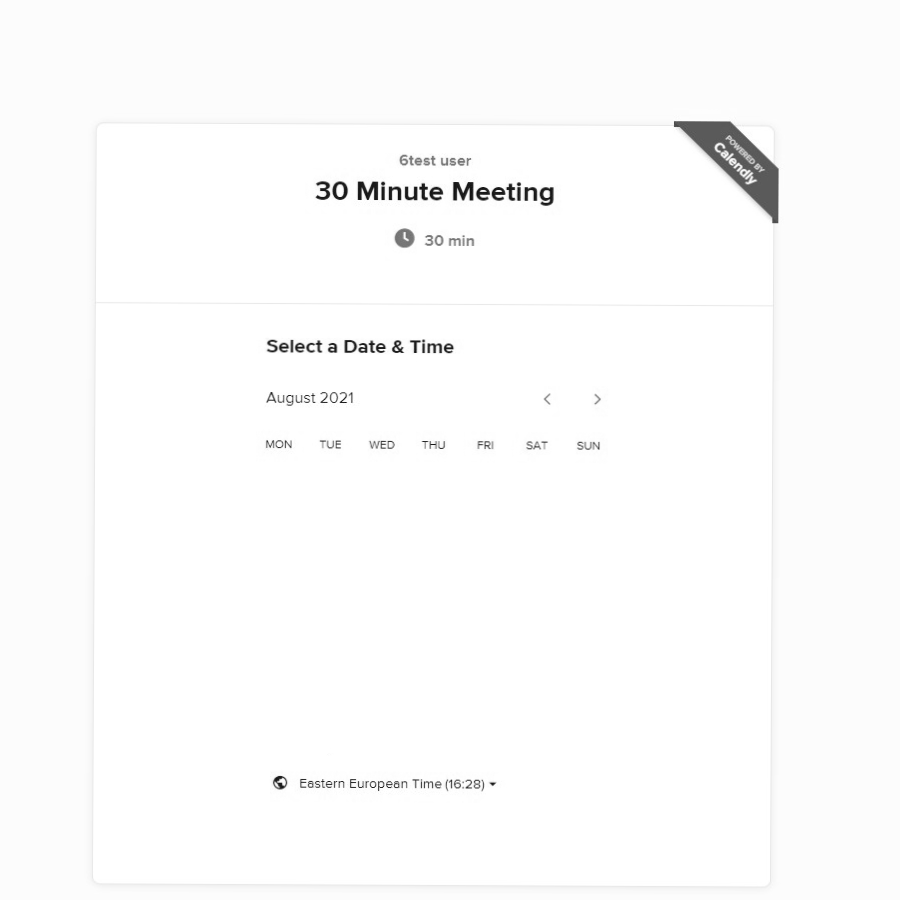 POWERED BY
Calendly
6test user
30 Minute Meeting
30 min
Select a Date & Time
August 2021
MON TUE WED THU FRI SAT SUN
Eastern European Time (16:28)